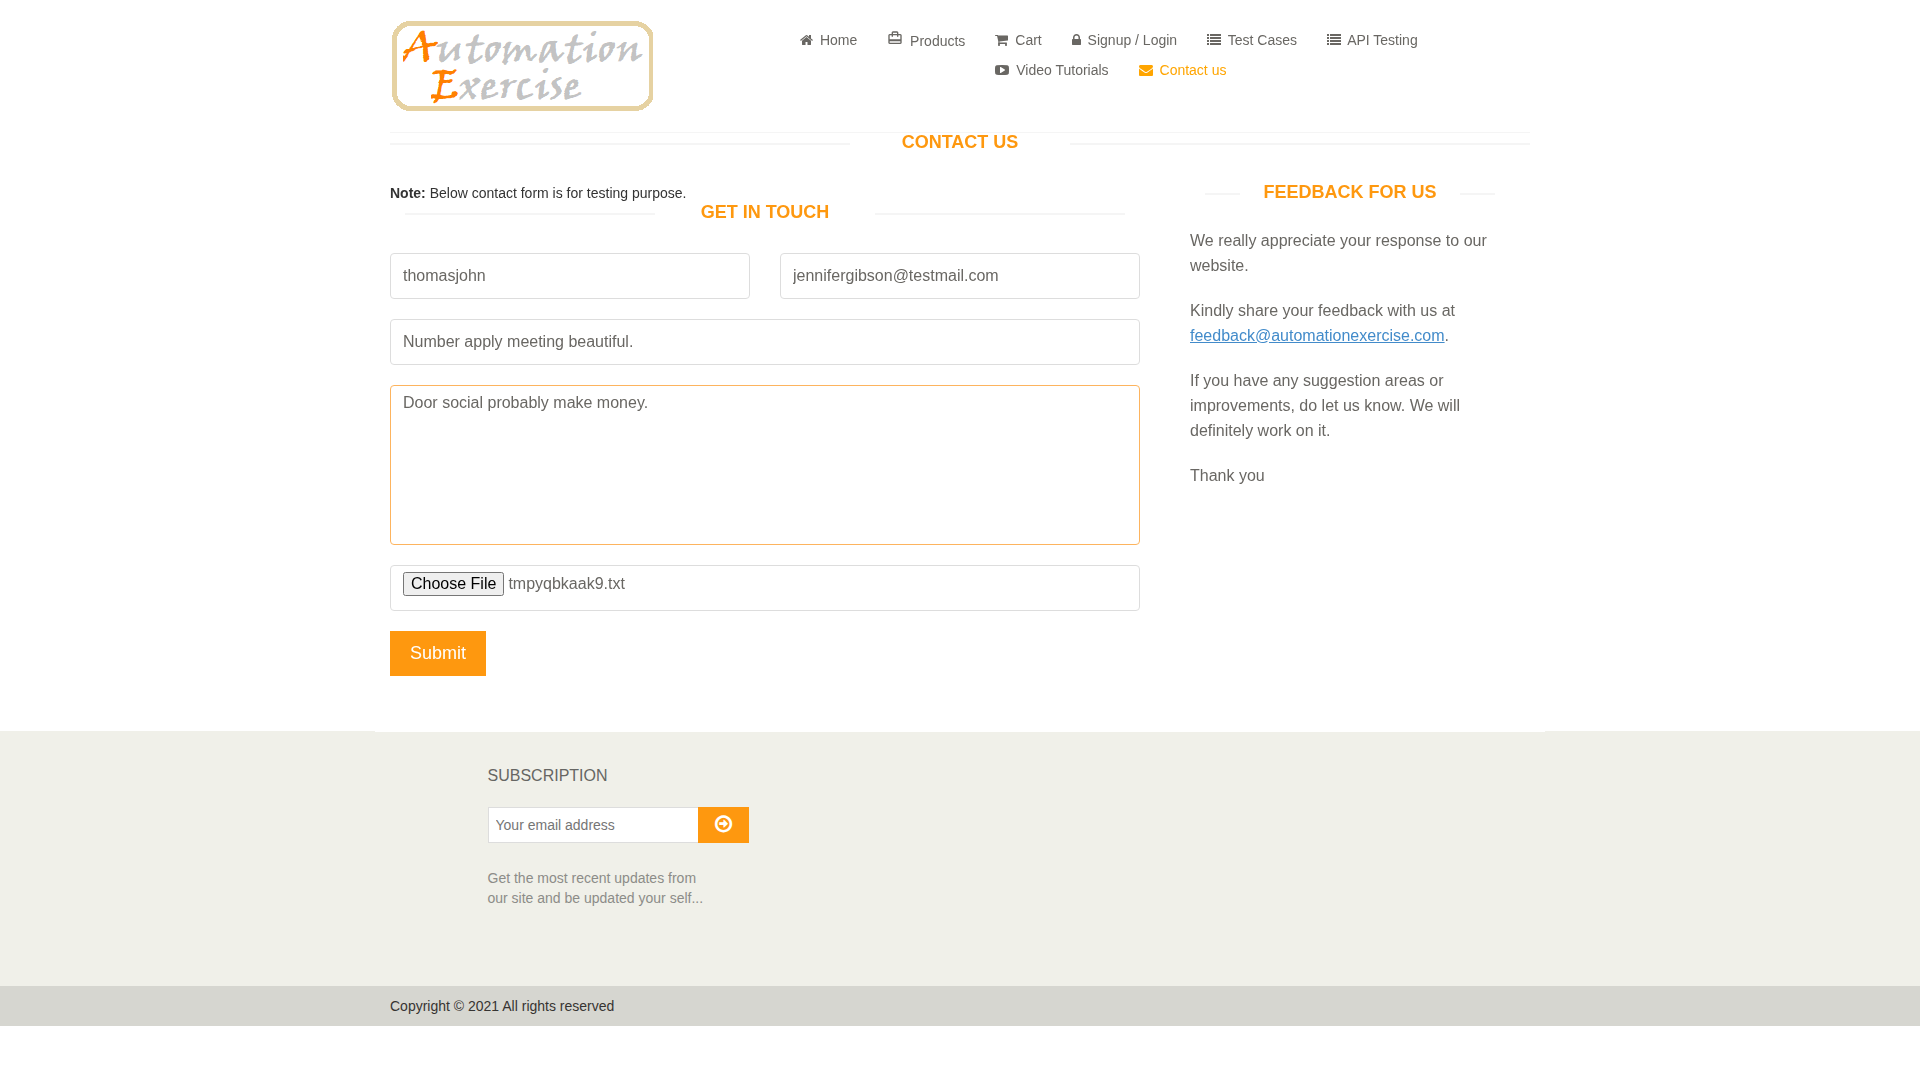 Automation
Exercise
Home
Products
Cart
Signup / Login
Test Cases
API Testing
Video Tutorials
Contact us
CONTACT US
Note: Below contact form is for testing purpose.
GET IN TOUCH
thomasjohn
jennifergibson@testmail.com
Number apply meeting beautiful.
Door social probably make money.
Choose File tmpyqbkaak9.txt
Submit
FEEDBACK FOR US
We really appreciate your response to our
website.
Kindly share your feedback with us at
feedback@automationexercise.com.
If you have any suggestion areas or
improvements, do let us know. We will
definitely work on it.
Thank you
SUBSCRIPTION
Your email address
Get the most recent updates from
our site and be updated your self...
Copyright © 2021 All rights reserved